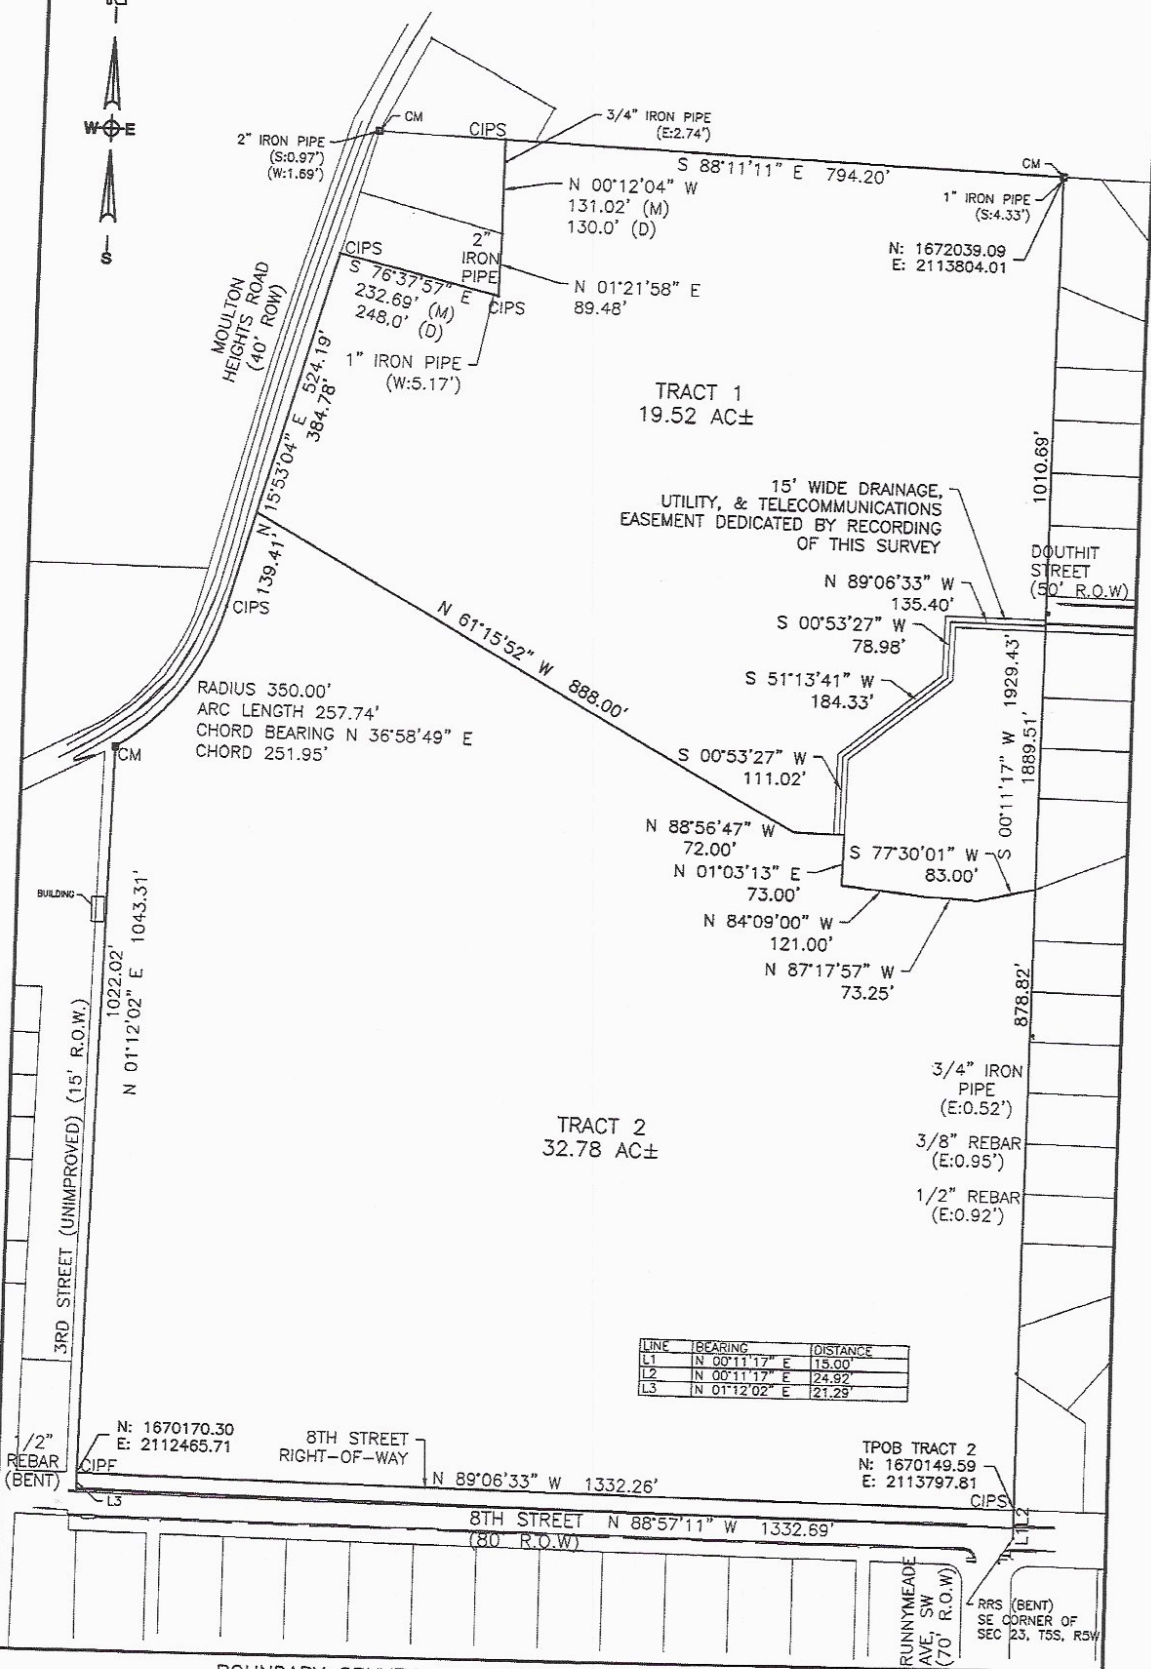 W E
S
CM
2" IRON PIPE
(S:0.97')
(W:1.69')
CIPS
3/4" IRON PIPE
(E:2.74')
S 88°11'11" E 794.20'
CM
1" IRON PIPE
(S:4.33')
N: 1672039.09
E: 2113804.01
N 00°12'04" W
131.02' (M)
130.0' (D)
CIPS
2"
IRON
PIPE
S 76°37'57" E
232.69' (M)
248.0' (D)
CIPS
N 01°21'58" E
89.48'
1" IRON PIPE
(W:5.17')
MOULTON
HEIGHTS ROAD
(40' ROW)
N 15°53'04" E 524.19'
384.78'
139.41'
CIPS
TRACT 1
19.52 AC±
1010.69'
15' WIDE DRAINAGE,
UTILITY, & TELECOMMUNICATIONS
EASEMENT DEDICATED BY RECORDING
OF THIS SURVEY
DOUTHIT
STREET
(50' R.O.W)
N 89°06'33" W
135.40'
S 00°53'27" W
78.98'
S 51°13'41" W
184.33'
S 00°53'27" W
111.02'
N 61°15'52" W 888.00'
S 00°11'17" W 1929.43'
1889.51'
RADIUS 350.00'
ARC LENGTH 257.74'
CHORD BEARING N 36°58'49" E
CHORD 251.95'
CM
N 88°56'47" W
72.00'
S 77°30'01" W
83.00'
N 01°03'13" E
73.00'
N 84°09'00" W
121.00'
N 87°17'57" W
73.25'
BUILDING
1022.02'
N 01°12'02" E 1043.31'
878.82'
3RD STREET (UNIMPROVED) (15' R.O.W.)
3/4" IRON
PIPE
(E:0.52')
3/8" REBAR
(E:0.95')
1/2" REBAR
(E:0.92')
TRACT 2
32.78 AC±
LINE BEARING DISTANCE
L1 N 00°11'17" E 15.00'
L2 N 00°11'17" E 24.92'
L3 N 01°12'02" E 21.29'
1/2"
REBAR
(BENT)
N: 1670170.30
E: 2112465.71
CIPF
L3
8TH STREET
RIGHT-OF-WAY
N 89°06'33" W 1332.26'
TPOB TRACT 2
N: 1670149.59
E: 2113797.81
CIPS
L1 L2
8TH STREET N 88°57'11" W 1332.69'
(80 R.O.W)
RUNNYMEADE
AVE, SW
(70' R.O.W)
RRS (BENT)
SE CORNER OF
SEC 23, T5S, R5W